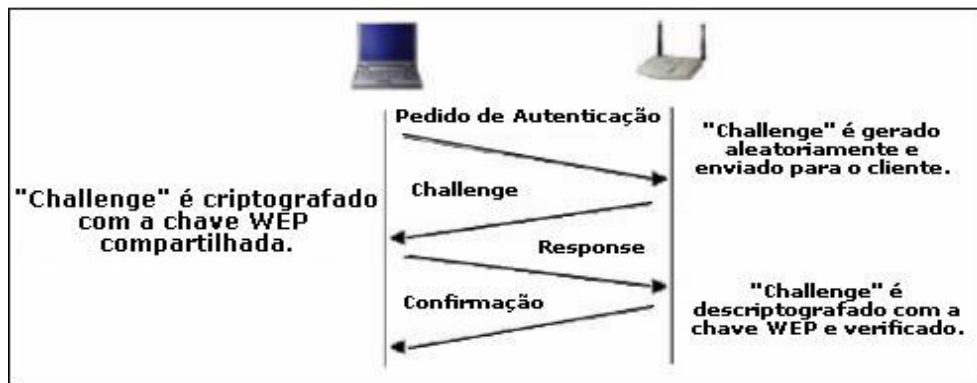 Pedido de Autenticação
"Challenge" é gerado
aleatoriamente e
enviado para o cliente.
Challenge
"Challenge" é criptografado
com a chave WEP
compartilhada.
Response
Confirmação
"Challenge" é
descriptografado com a
chave WEP e verificado.